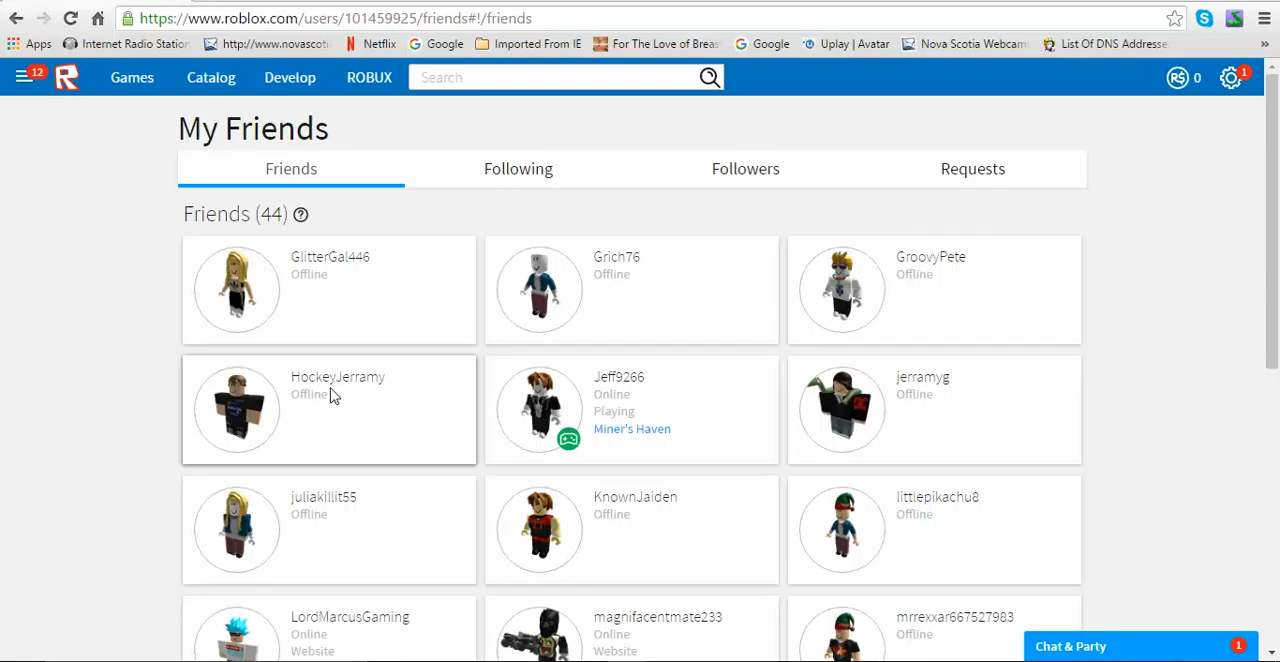 https://www.roblox.com/users/101459925/friends#!/friends
Apps Internet Radio Station http://www.novascoti Netflix Google Imported From IE For The Love of Breas Google Uplay | Avatar Nova Scotia Webcam List Of DNS Addresse »
12 R Games Catalog Develop ROBUX Search R$ 0 1
My Friends
Friends Following Followers Requests
Friends (44) ?
GlitterGal446 Grich76 GroovyPete
Offline Offline Offline
HockeyJerramy Jeff9266 jerramyg
Offline Online Offline
Playing
Miner's Haven
juliakillit55 KnownJaiden littlepikachu8
Offline Offline Offline
LordMarcusGaming magnifacentmate233 mrrexxar667527983
Online Online Offline
Website Website
Chat & Party 1